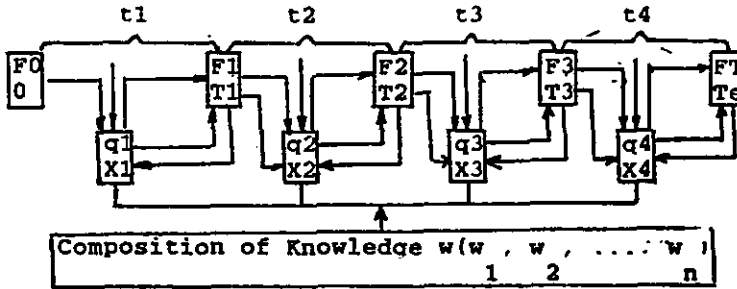 t1 t2 t3 t4
F0 F1 F2 F3 FT
0 T1 T2 T3 Te
q1 q2 q3 q4
X1 X2 X3 X4
Composition of Knowledge w(w , w , .... w )
1 2 n